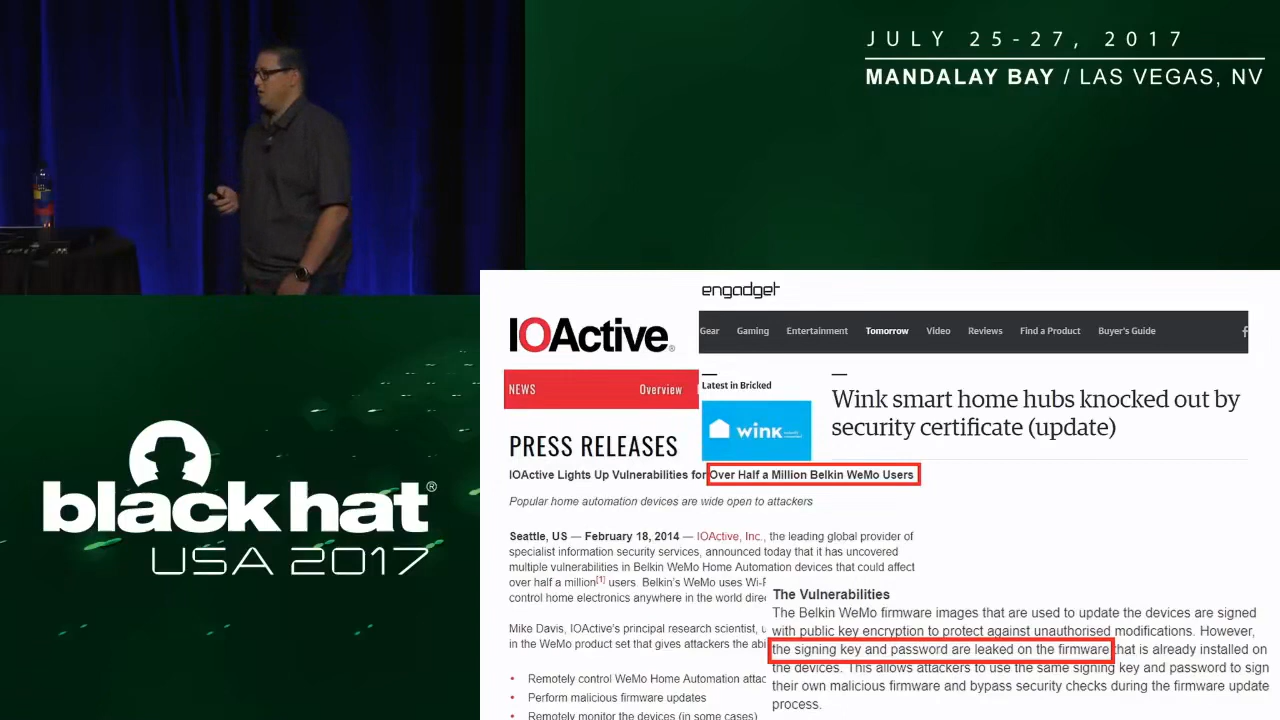 JULY 25-27, 2017
MANDALAY BAY / LAS VEGAS, NV
black hat®
USA 2017
engadget
Gear Gaming Entertainment Tomorrow Video Reviews Find a Product Buyer's Guide f
IOActive®
NEWS Overview
Latest in Bricked
wink
Wink smart home hubs knocked out by
security certificate (update)
PRESS RELEASES
IOActive Lights Up Vulnerabilities for Over Half a Million Belkin WeMo Users
Popular home automation devices are wide open to attackers
Seattle, US — February 18, 2014 — IOActive, Inc., the leading global provider of
specialist information security services, announced today that it has uncovered
multiple vulnerabilities in Belkin WeMo Home Automation devices that could affect
over half a million[1] users. Belkin's WeMo uses Wi-F
control home electronics anywhere in the world dire
Mike Davis, IOActive's principal research scientist, u
in the WeMo product set that gives attackers the abi
• Remotely control WeMo Home Automation attac
• Perform malicious firmware updates
• Remotely monitor the devices (in some cases)
The Vulnerabilities
The Belkin WeMo firmware images that are used to update the devices are signed
with public key encryption to protect against unauthorised modifications. However,
the signing key and password are leaked on the firmware that is already installed on
the devices. This allows attackers to use the same signing key and password to sign
their own malicious firmware and bypass security checks during the firmware update
process.